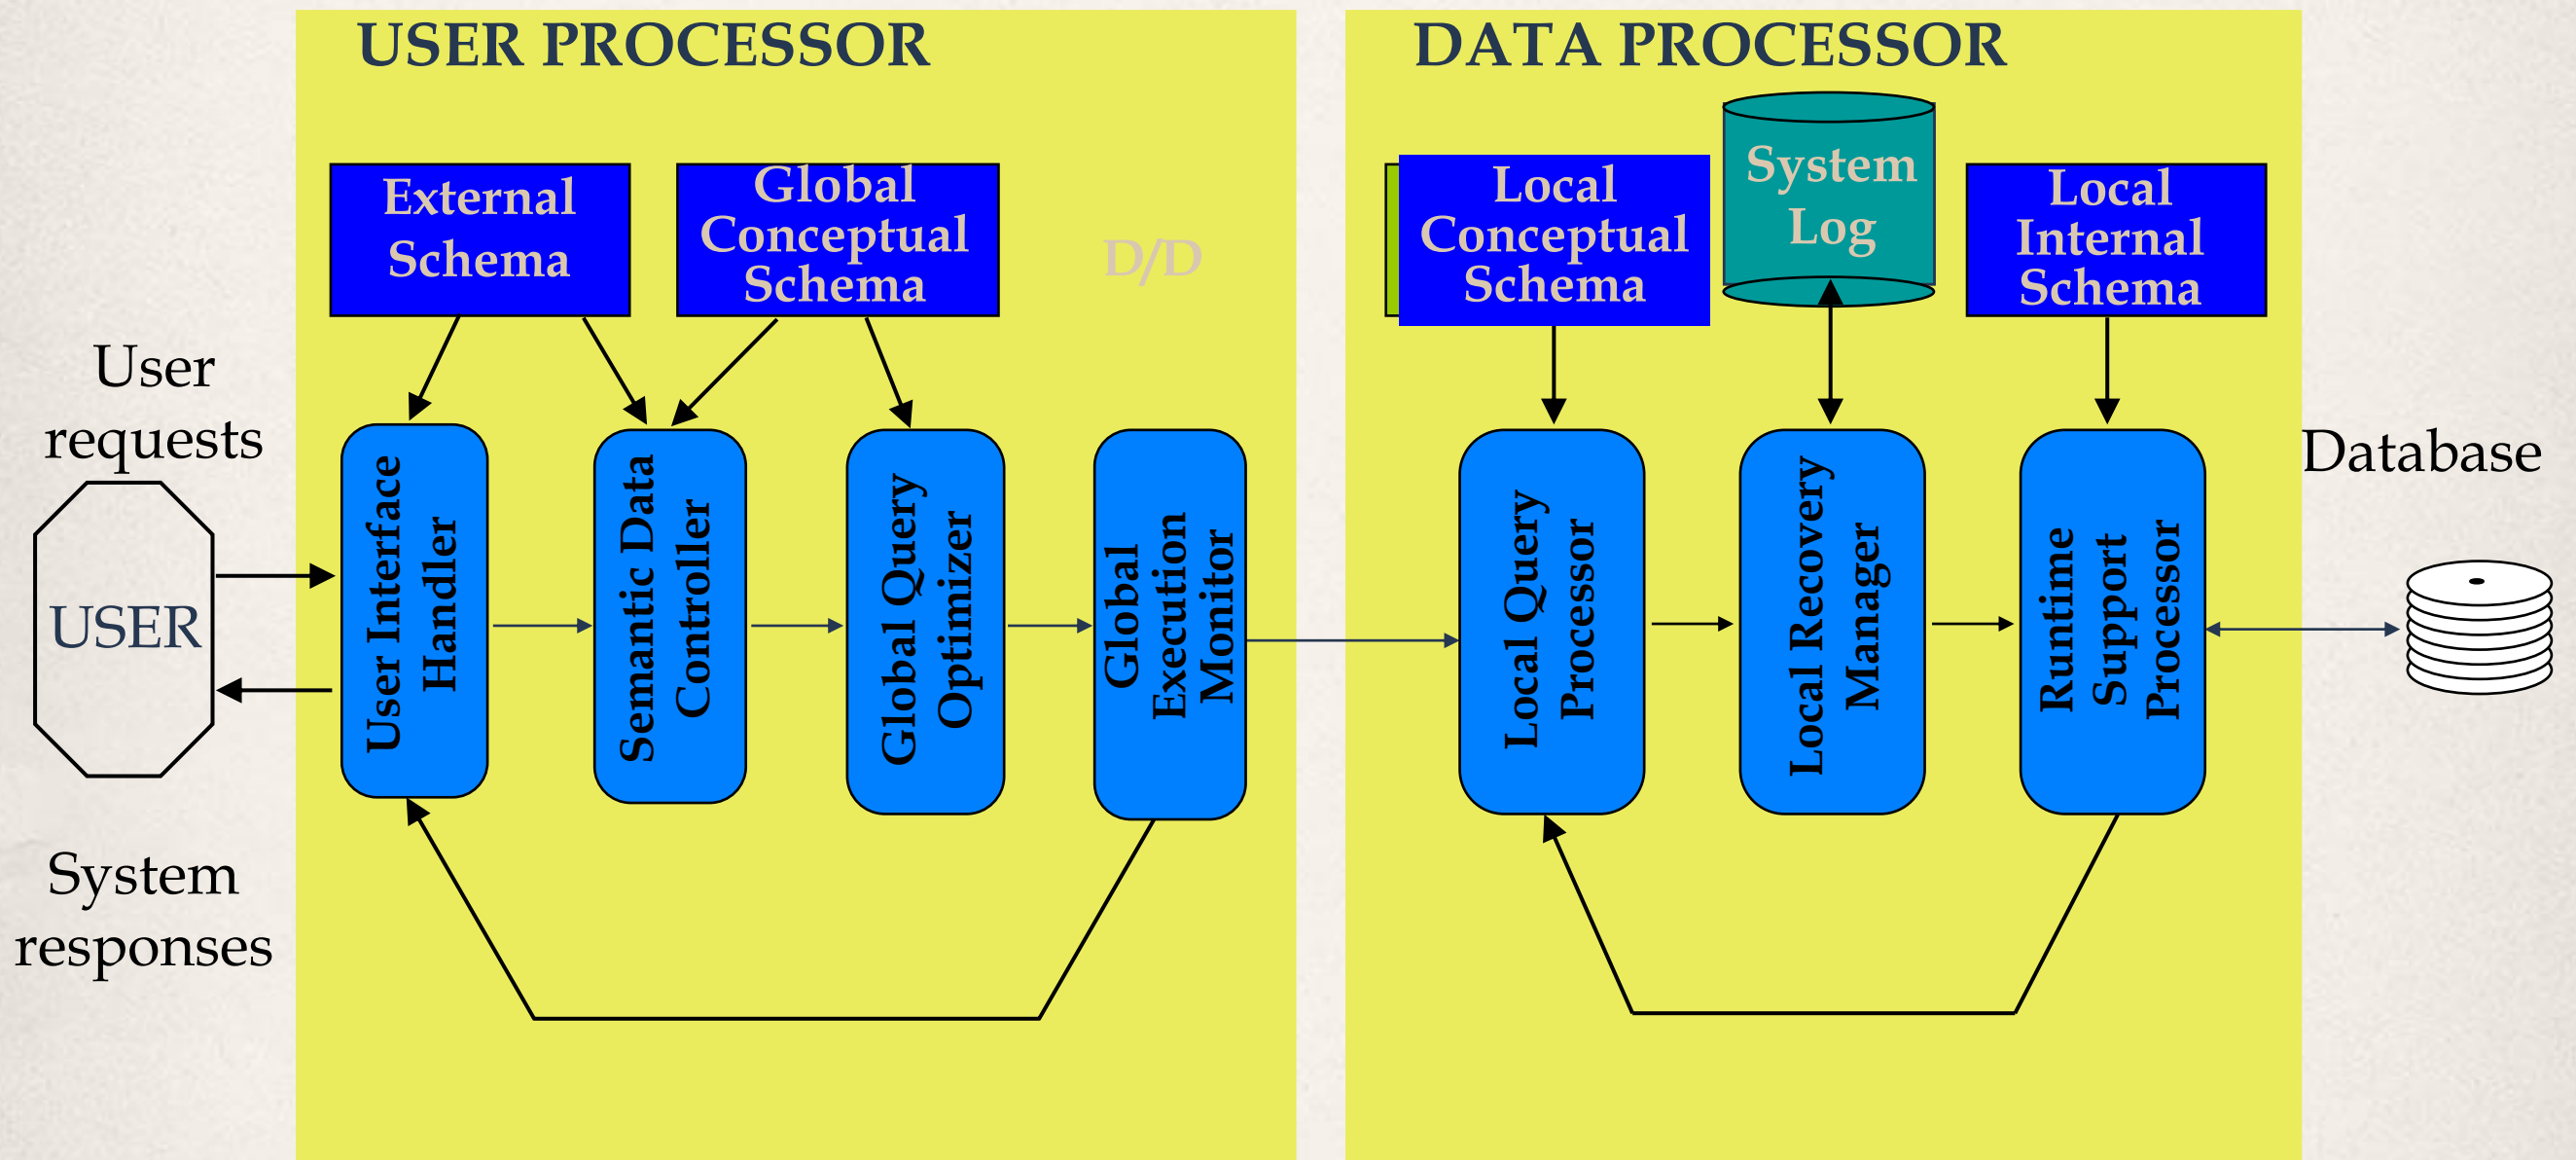 USER PROCESSOR
DATA PROCESSOR
External
Schema
Global
Conceptual
Schema
D/D
Local
Conceptual
Schema
System
Log
Local
Internal
Schema
User
requests
USER
System
responses
User Interface
Handler
Semantic Data
Controller
Global Query
Optimizer
Global
Execution
Monitor
Local Query
Processor
Local Recovery
Manager
Runtime
Support
Processor
Database